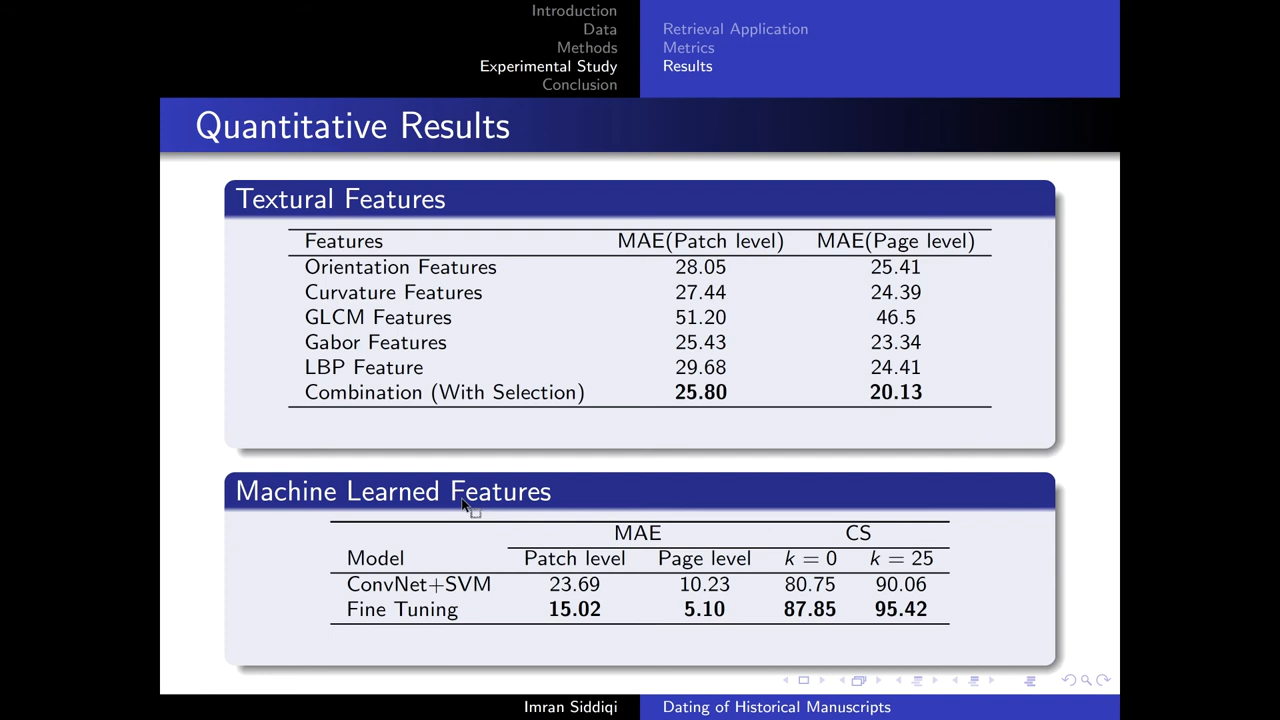 Introduction
Data
Methods
Experimental Study
Conclusion
Retrieval Application
Metrics
Results
Quantitative Results
Textural Features
Features MAE(Patch level) MAE(Page level)
Orientation Features 28.05 25.41
Curvature Features 27.44 24.39
GLCM Features 51.20 46.5
Gabor Features 25.43 23.34
LBP Feature 29.68 24.41
Combination (With Selection) 25.80 20.13
Machine Learned Features
MAE CS
Model Patch level Page level k = 0 k = 25
ConvNet+SVM 23.69 10.23 80.75 90.06
Fine Tuning 15.02 5.10 87.85 95.42
Imran Siddiqi Dating of Historical Manuscripts